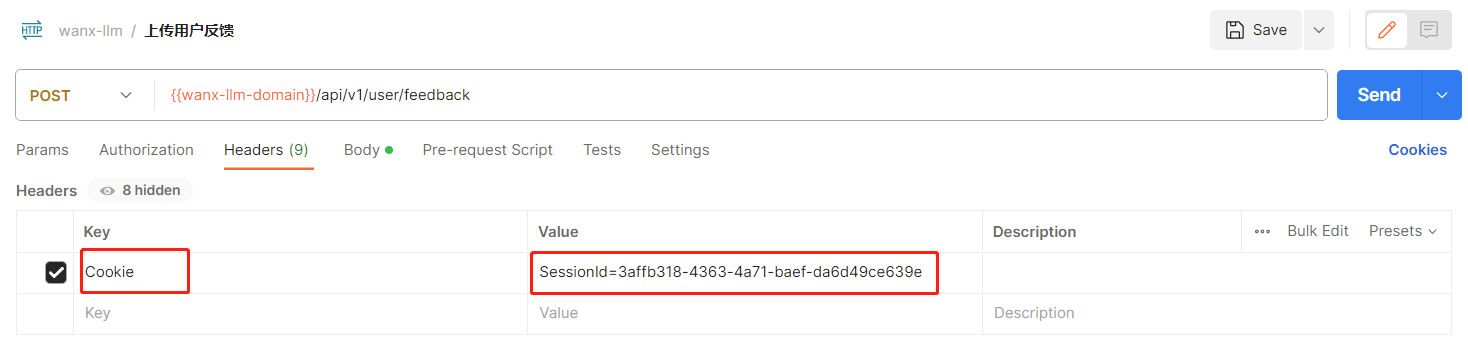 HTTP wanx-llm / 上传用户反馈 Save
POST {{wanx-llm-domain}}/api/v1/user/feedback Send
Params Authorization Headers (9) Body Pre-request Script Tests Settings Cookies
Headers 8 hidden
Key Value Description Bulk Edit Presets
Cookie SessionId=3affb318-4363-4a71-baef-da6d49ce639e
Key Value Description